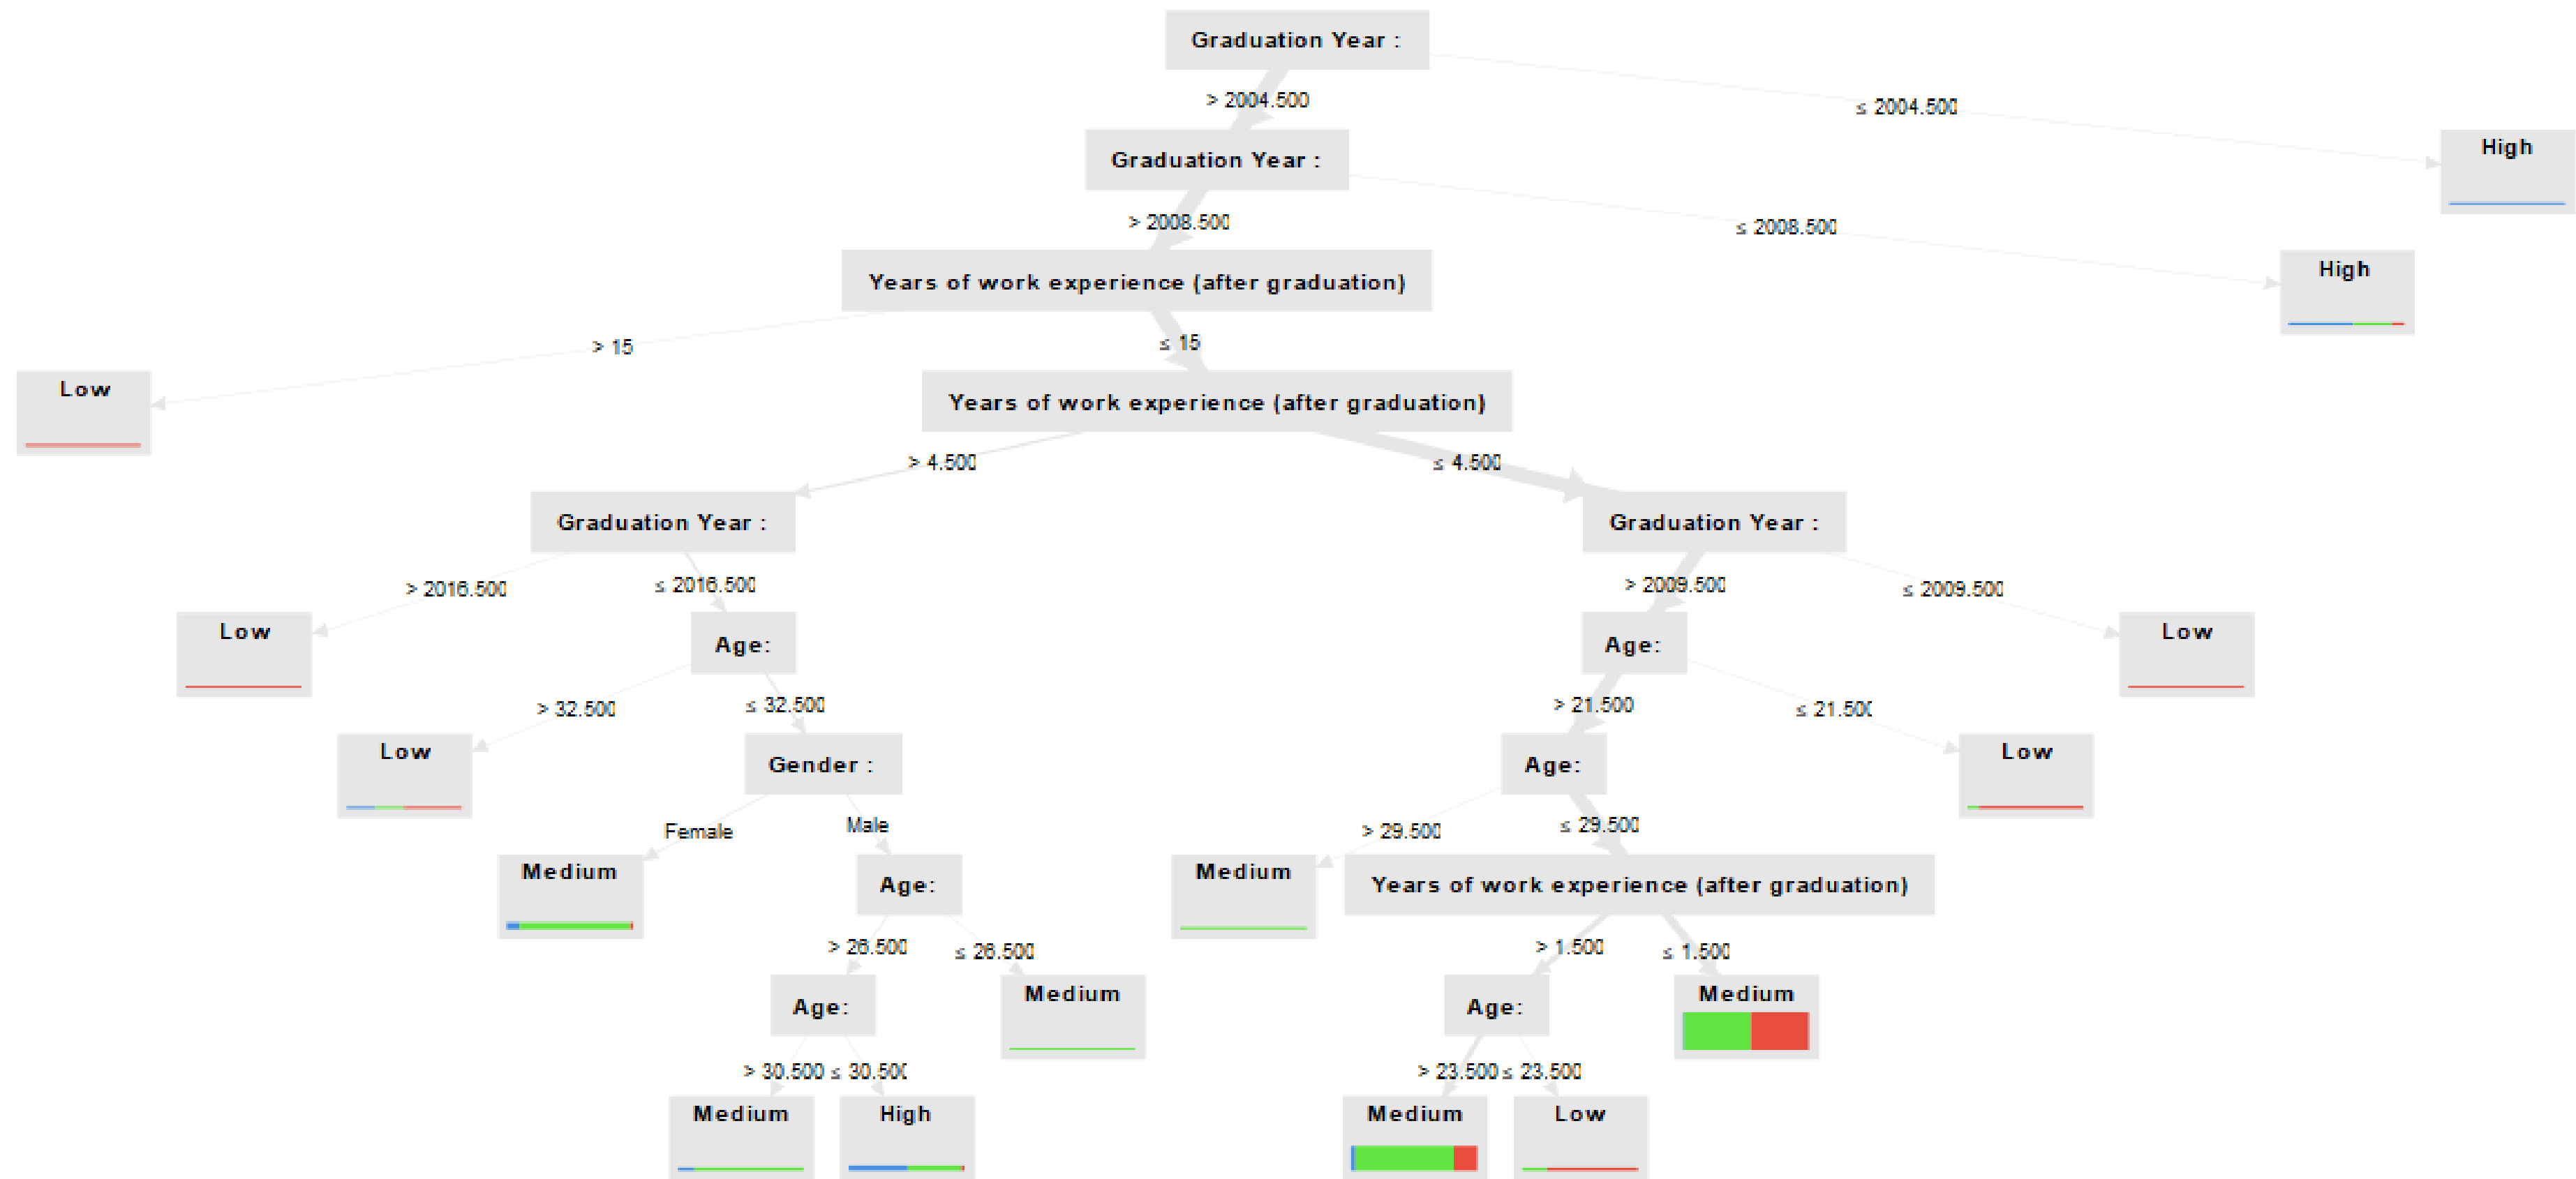 Graduation Year :
> 2004.500
≤ 2004.500
Graduation Year :
High
> 2008.500
≤ 2008.500
Years of work experience (after graduation)
High
> 15
≤ 15
Low
Years of work experience (after graduation)
> 4.500
≤ 4.500
Graduation Year :
Graduation Year :
> 2016.500
≤ 2016.500
> 2009.500
≤ 2009.500
Low
Age:
Age:
Low
> 32.500
≤ 32.500
> 21.500
≤ 21.500
Low
Gender :
Age:
Low
Female
Male
> 29.500
≤ 29.500
Medium
Age:
Medium
Years of work experience (after graduation)
> 26.500
≤ 26.500
> 1.500
≤ 1.500
Age:
Medium
Age:
Medium
> 30.500
≤ 30.500
> 23.500
≤ 23.500
Medium
High
Medium
Low